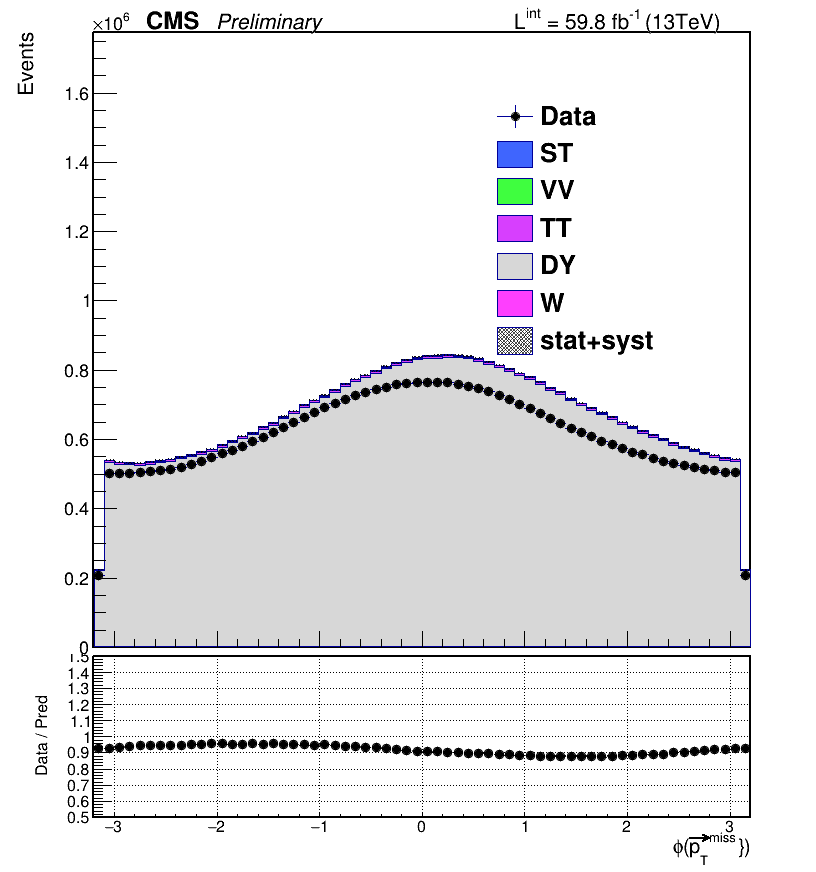 ×10⁶ CMS Preliminary L^int = 59.8 fb⁻¹ (13TeV)
Events
1.6
1.4
1.2
1
0.8
0.6
0.4
0.2
0
Data
ST
VV
TT
DY
W
stat+syst
Data / Pred
1.5
1.4
1.3
1.2
1.1
1
0.9
0.8
0.7
0.6
0.5
−3 −2 −1 0 1 2 3
ϕ(p⃗_T^miss})